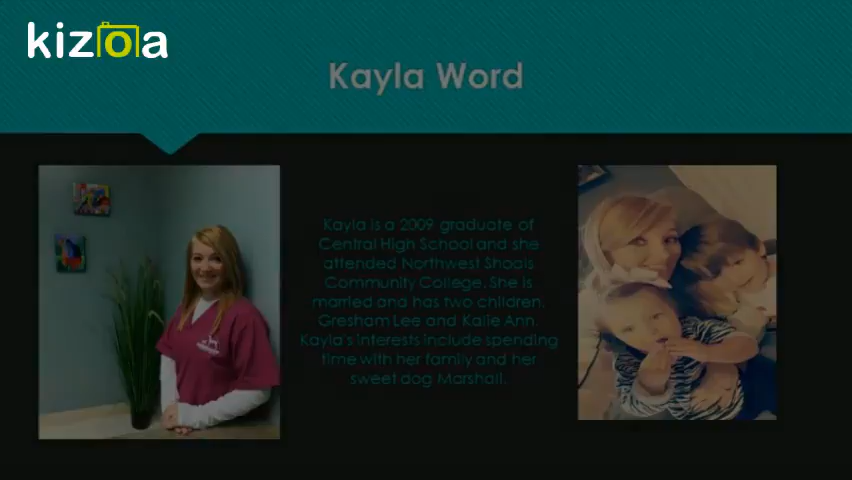 kizoa
Kayla Word
Kayla is a 2009 graduate of
Central High School and she
attended Northwest Shoals
Community College. She is
married and has two children,
Gresham Lee and Kalie Ann.
Kayla's interests include spending
time with her family and her
sweet dog Marshall.